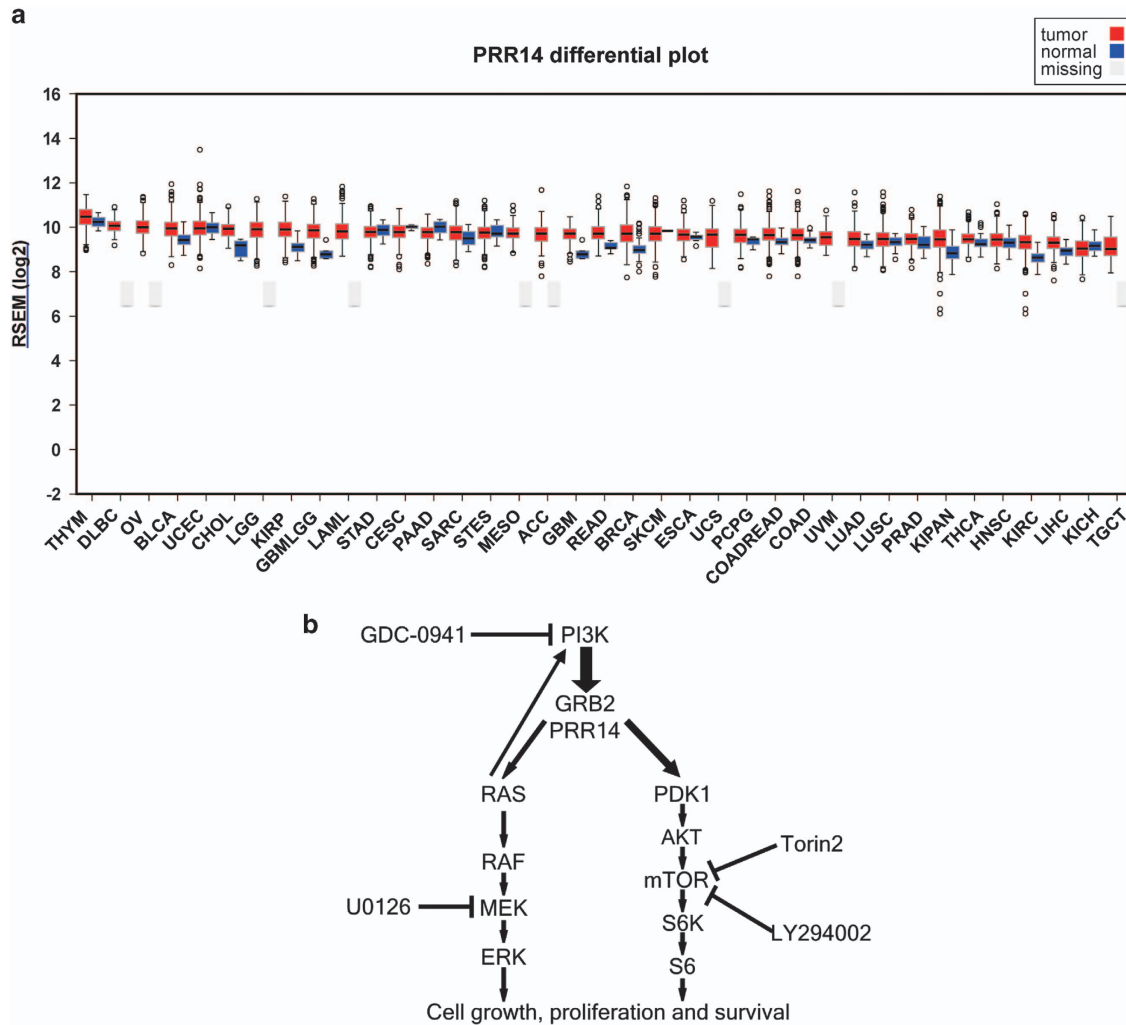 a
PRR14 differential plot
tumor
normal
missing
RSEM (log2)
16
14
12
10
8
6
4
2
0
-2
THYM
DLBC
OV
BLCA
UCEC
CHOL
LGG
KIRP
GBMLGG
LAML
STAD
CESC
PAAD
SARC
STES
MESO
ACC
GBM
READ
BRCA
SKCM
ESCA
UCS
PCPG
COADREAD
COAD
UVM
LUAD
LUSC
PRAD
KIPAN
THCA
HNSC
KIRC
LIHC
KICH
TGCT
b
GDC-0941
PI3K
GRB2
PRR14
RAS
PDK1
AKT
Torin2
RAF
mTOR
U0126
MEK
S6K
LY294002
ERK
S6
Cell growth, proliferation and survival